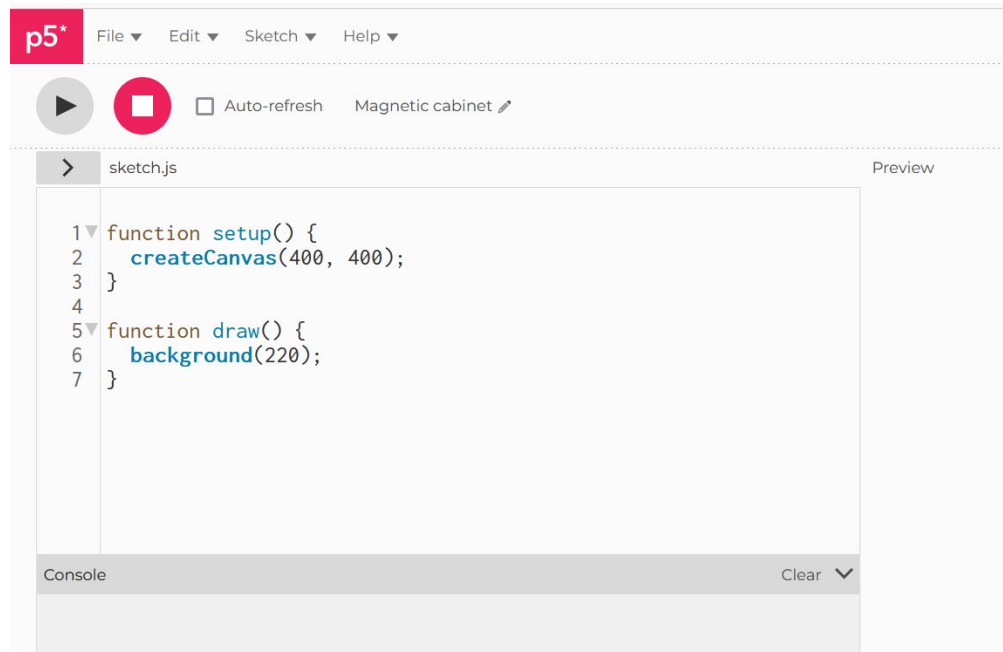 p5* File Edit Sketch Help
Auto-refresh Magnetic cabinet
sketch.js Preview
1 function setup() {
2   createCanvas(400, 400);
3 }
4
5 function draw() {
6   background(220);
7 }
Console Clear